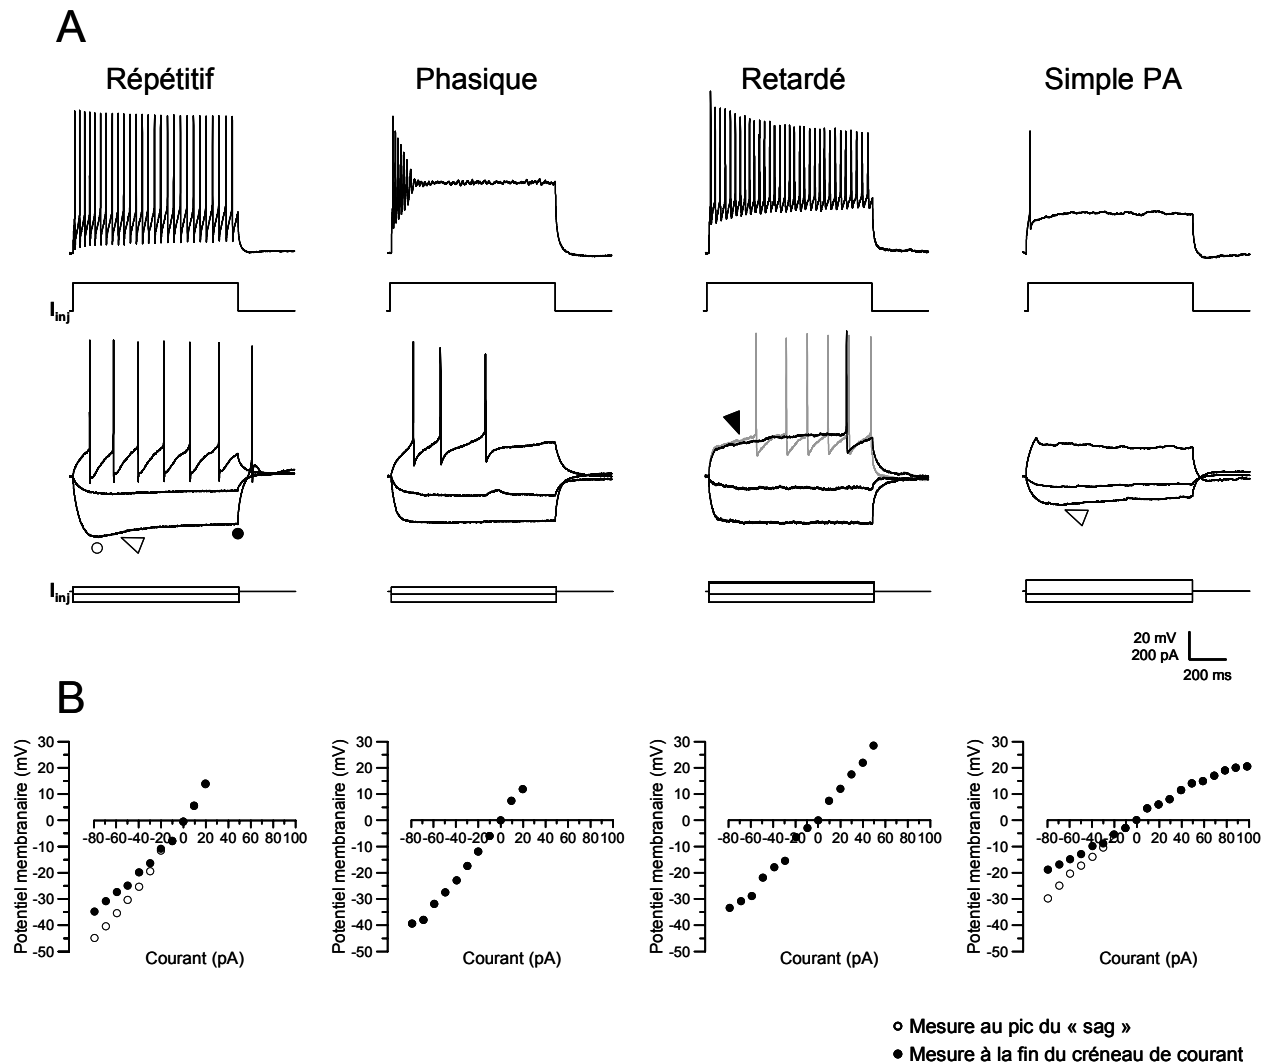 A
Répétitif Phasique Retardé Simple PA
Iinj
Iinj
20 mV
200 pA
200 ms
B
Potentiel membranaire (mV)
30
20
10
0
-10
-20
-30
-40
-50
-80 -60 -40 -20 0 20 40 60 80 100
Courant (pA)
Potentiel membranaire (mV)
30
20
10
0
-10
-20
-30
-40
-50
-80 -60 -40 -20 0 20 40 60 80 100
Courant (pA)
Potentiel membranaire (mV)
30
20
10
0
-10
-20
-30
-40
-50
-80 -60 -40 -20 0 20 40 60 80 100
Courant (pA)
Potentiel membranaire (mV)
30
20
10
0
-10
-20
-30
-40
-50
-80 -60 -40 -20 0 20 40 60 80 100
Courant (pA)
Mesure au pic du « sag »
Mesure à la fin du créneau de courant